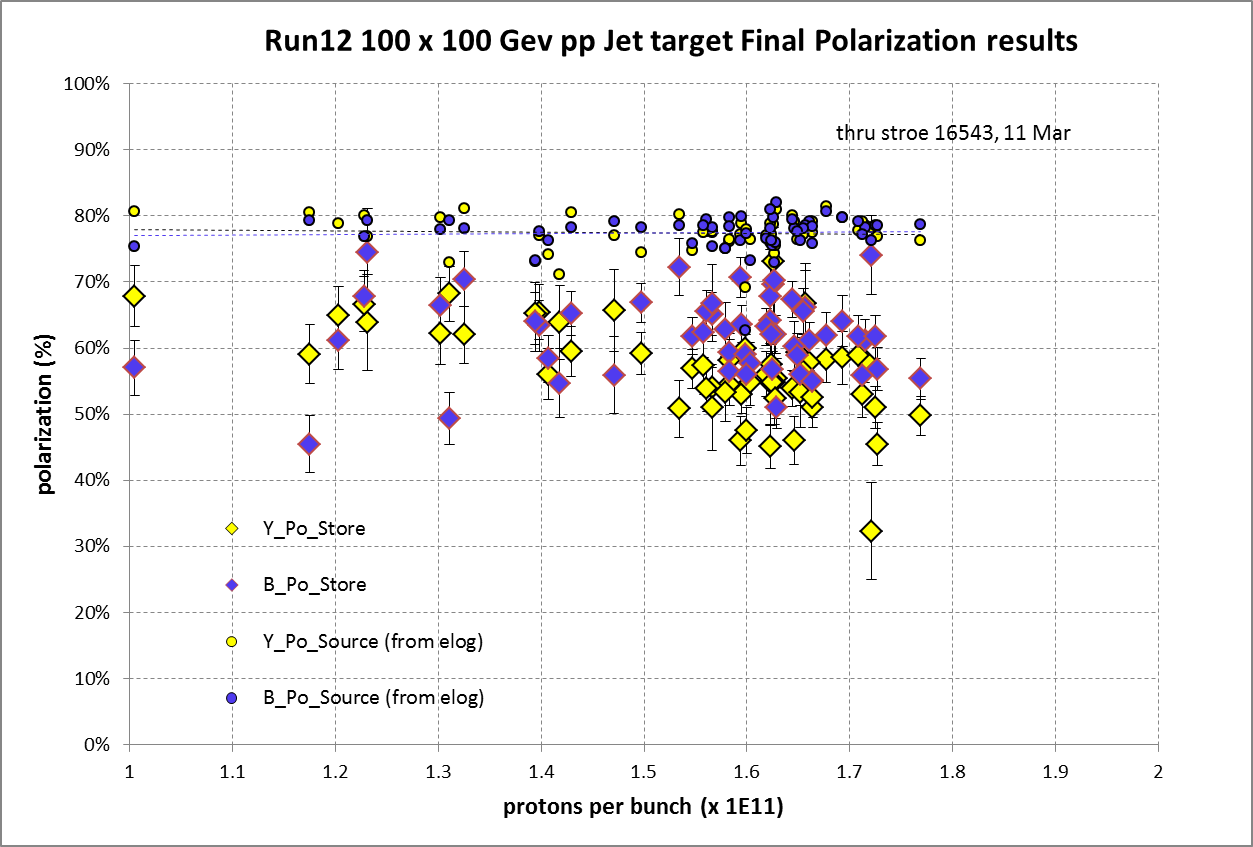 Run12 100 x 100 Gev pp Jet target Final Polarization results
100%
thru stroe 16543, 11 Mar
90%
80%
70%
60%
50%
40%
30%
20%
10%
0%
polarization (%)
Y_Po_Store
B_Po_Store
Y_Po_Source (from elog)
B_Po_Source (from elog)
1 1.1 1.2 1.3 1.4 1.5 1.6 1.7 1.8 1.9 2
protons per bunch (x 1E11)